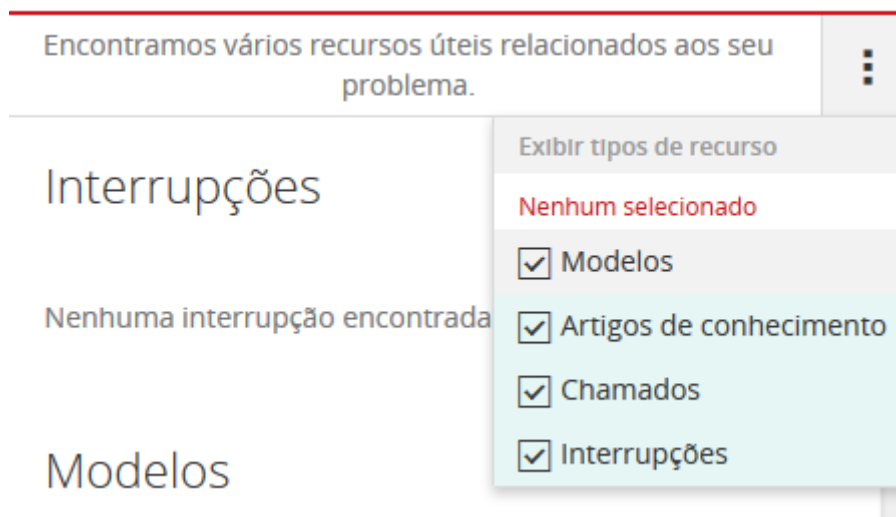 Encontramos vários recursos úteis relacionados aos seu
problema.
Exibir tipos de recurso
Interrupções
Nenhum selecionado
Modelos
Nenhuma interrupção encontrada
Artigos de conhecimento
Chamados
Interrupções
Modelos